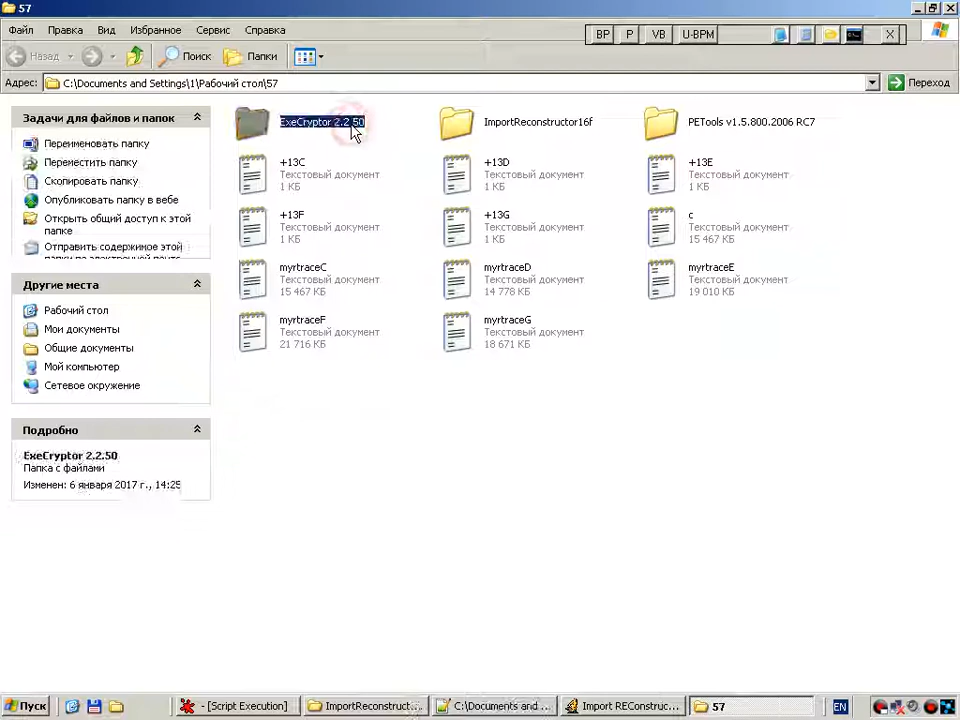 57
Файл Правка Вид Избранное Сервис Справка
BP P VB U-BPM X
Назад Поиск Папки
Адрес: C:\Documents and Settings\1\Рабочий стол\57 Переход
Задачи для файлов и папок
Переименовать папку
Переместить папку
Скопировать папку
Опубликовать папку в вебе
Открыть общий доступ к этой
папке
Отправить содержимое этой
папки по электронной почте
Другие места
Рабочий стол
Мои документы
Общие документы
Мой компьютер
Сетевое окружение
Подробно
ExeCryptor 2.2.50
Папка с файлами
Изменен: 6 января 2017 г., 14:25
ExeCryptor 2.2.50
ImportReconstructor16f
PETools v1.5.800.2006 RC7
+13C
Текстовый документ
1 КБ
+13D
Текстовый документ
1 КБ
+13E
Текстовый документ
1 КБ
+13F
Текстовый документ
1 КБ
+13G
Текстовый документ
1 КБ
c
Текстовый документ
15 467 КБ
myrtraceC
Текстовый документ
15 467 КБ
myrtraceD
Текстовый документ
14 778 КБ
myrtraceE
Текстовый документ
19 010 КБ
myrtraceF
Текстовый документ
21 716 КБ
myrtraceG
Текстовый документ
18 671 КБ
Пуск - [Script Execution] ImportReconstruct... C:\Documents and ... Import REConstruc... 57 EN